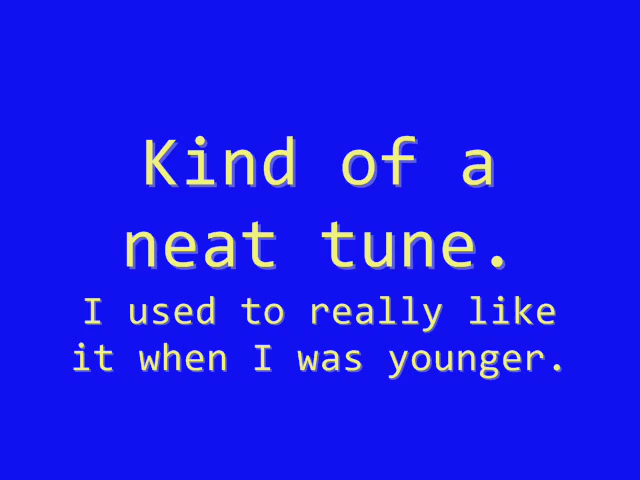 Kind of a
neat tune.
I used to really like
it when I was younger.